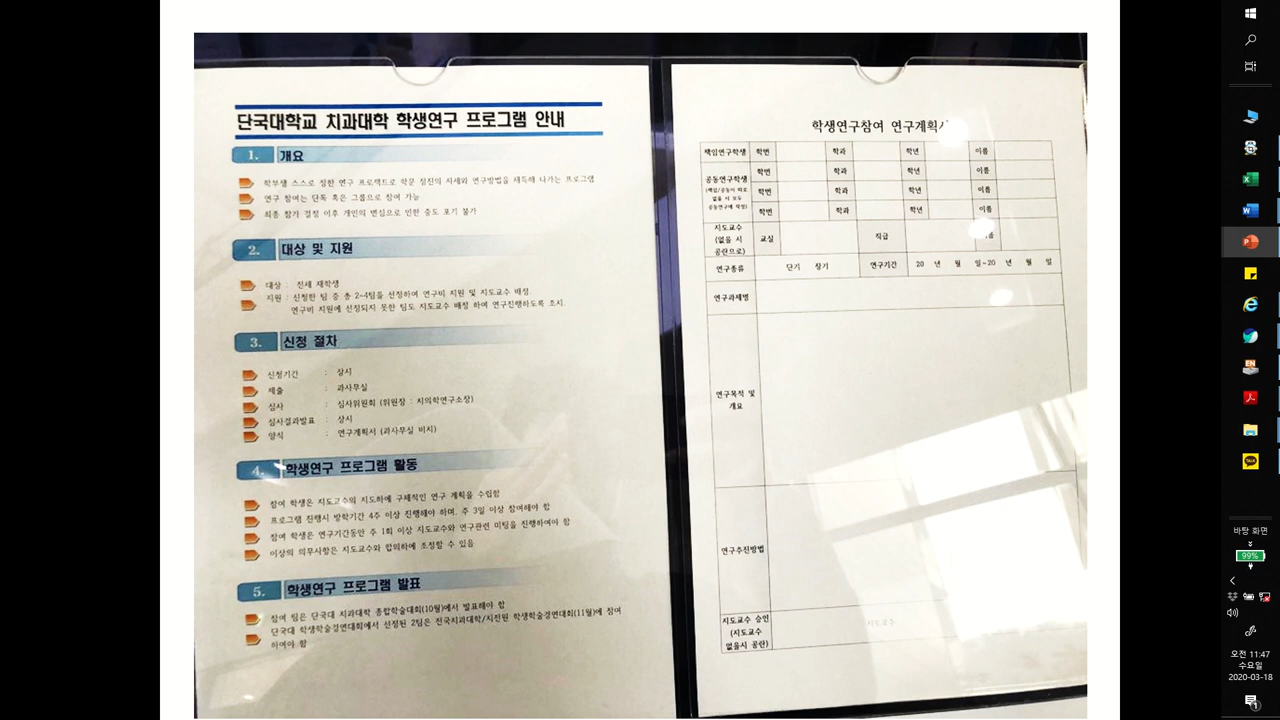 단국대학교 치과대학 학생연구 프로그램 안내
1. 개요
학부생 스스로 정한 연구 프로젝트로 학문 정진의 자세와 연구방법을 새득해 나가는 프로그램
연구 참여는 단독 혹은 그룹으로 참여 가능
최종 참가 결정 이후 개인의 변심으로 인한 중도 포기 불가
2. 대상 및 지원
대상 : 전체 재학생
지원 : 신청한 팀 중 총 2~4팀을 선정하여 연구비 지원 및 지도교수 배정.
연구비 지원에 선정되지 못한 팀도 지도교수 배정 하여 연구진행하도록 조치.
3. 신청 절차
신청기간 : 상시
제출 : 과사무실
심사 : 심사위원회 (위원장 : 치의학연구소장)
심사결과발표 : 상시
양식 : 연구계획서 (과사무실 비치)
4. 학생연구 프로그램 활동
참여 학생은 지도교수의 지도하에 구체적인 연구 계획을 수립함
프로그램 진행시 방학기간 4주 이상 진행해야 하며, 주 3일 이상 참여해야 함
참여 학생은 연구기간동안 주 1회 이상 지도교수와 연구관련 미팅을 진행하여야 함
이상의 의무사항은 지도교수와 합의하에 조정할 수 있음
5. 학생연구 프로그램 발표
참여 팀은 단국대 치과대학 종합학술대회(10월)에서 발표해야 함
단국대 학생학술경연대회에서 선정된 2팀은 전국치과대학/치전원 학생학술경연대회(11월)에 참여
하여야 함
학생연구참여 연구계획서
책임연구학생 학번 학과 학년 이름
공동연구학생 학번 학과 학년 이름
(책임/공동이 따로
없을 시 모두
공동연구에 작성)
학번 학과 학년 이름
학번 학과 학년 이름
지도교수
(없을 시
공란으로)
교실 직급
연구종류 단기 장기 연구기간 20 년 월 일~20 년 월 일
연구과제명
연구목적 및
개요
연구추진방법
지도교수 승인
(지도교수
없을시 공란)
지도교수
바탕 화면
99%
오전 11:47
수요일
2020-03-18